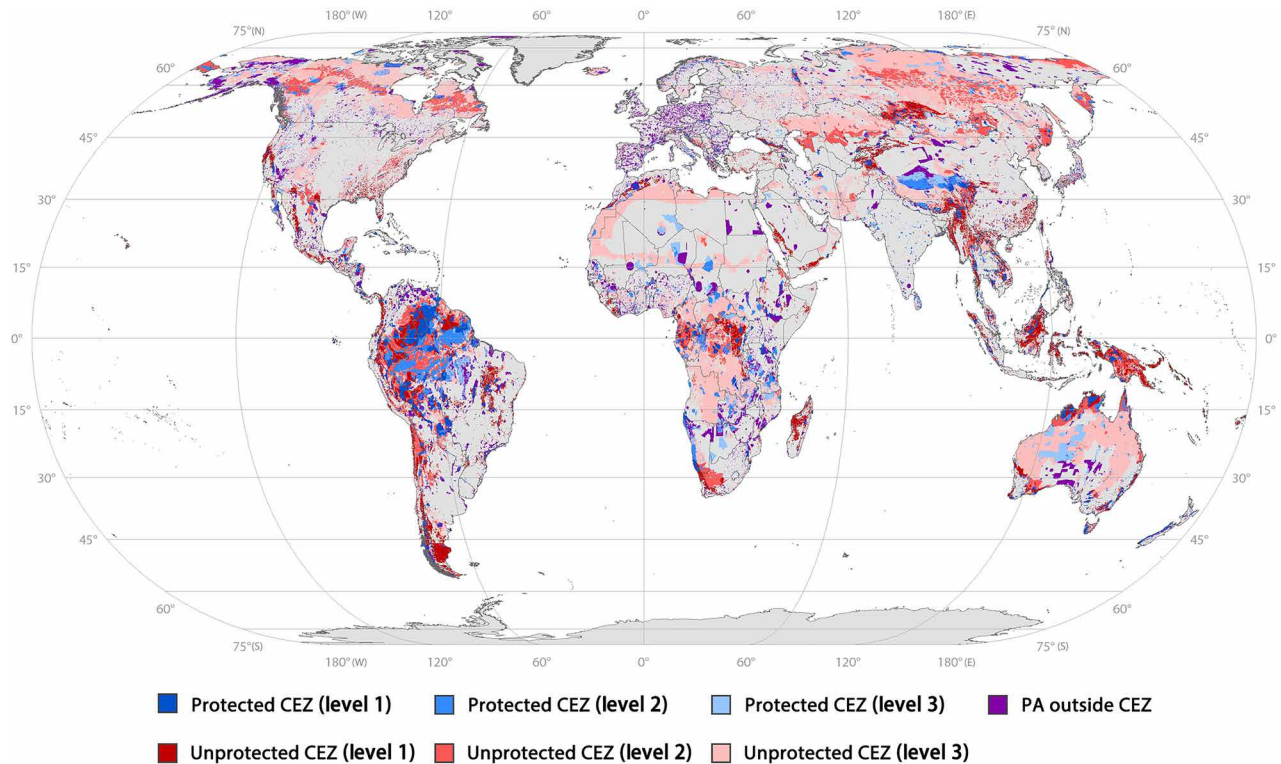 180°(W) 120° 60° 0° 60° 120° 180°(E)
75°(N) 75°(N)
60° 60°
45° 45°
30° 30°
15° 15°
0° 0°
15° 15°
30° 30°
45° 45°
60° 60°
75°(S) 75°(S)
180°(W) 120° 60° 0° 60° 120° 180°(E)
Protected CEZ (level 1) Protected CEZ (level 2) Protected CEZ (level 3) PA outside CEZ
Unprotected CEZ (level 1) Unprotected CEZ (level 2) Unprotected CEZ (level 3)